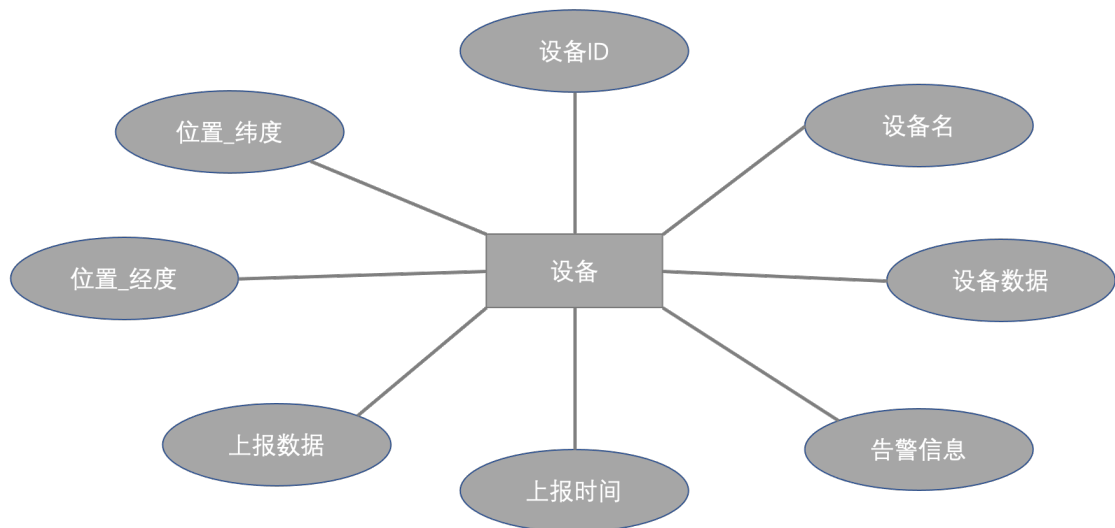 设备ID
设备名
位置_纬度
设备
位置_经度
设备数据
上报数据
告警信息
上报时间